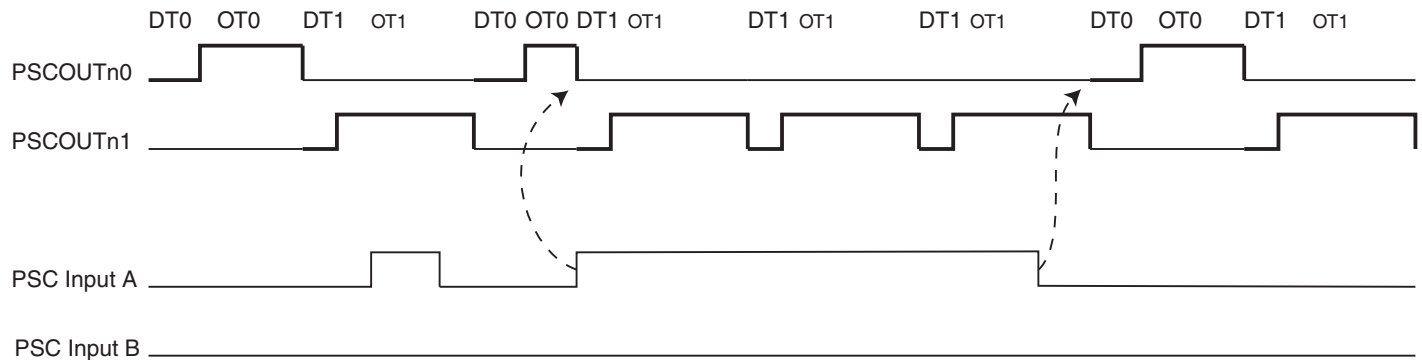 DT0 OT0 DT1 OT1 DT0 OT0 DT1 OT1 DT1 OT1 DT1 OT1 DT0 OT0 DT1 OT1
PSCOUTn0
PSCOUTn1
PSC Input A
PSC Input B